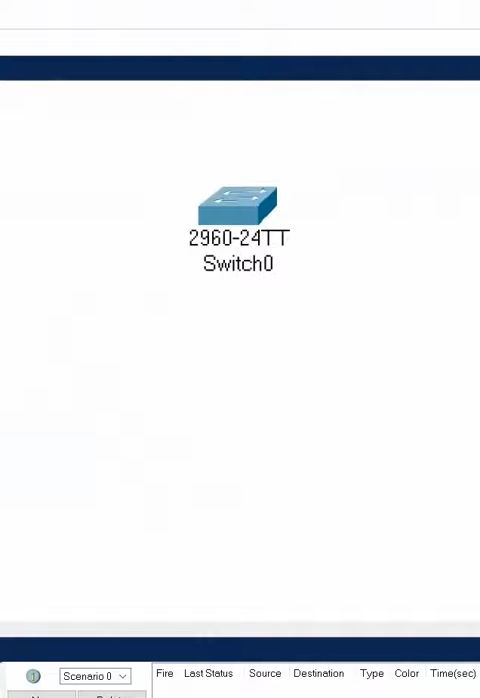 2960-24TT
Switch0
Scenario 0
Fire Last Status Source Destination Type Color Time(sec)